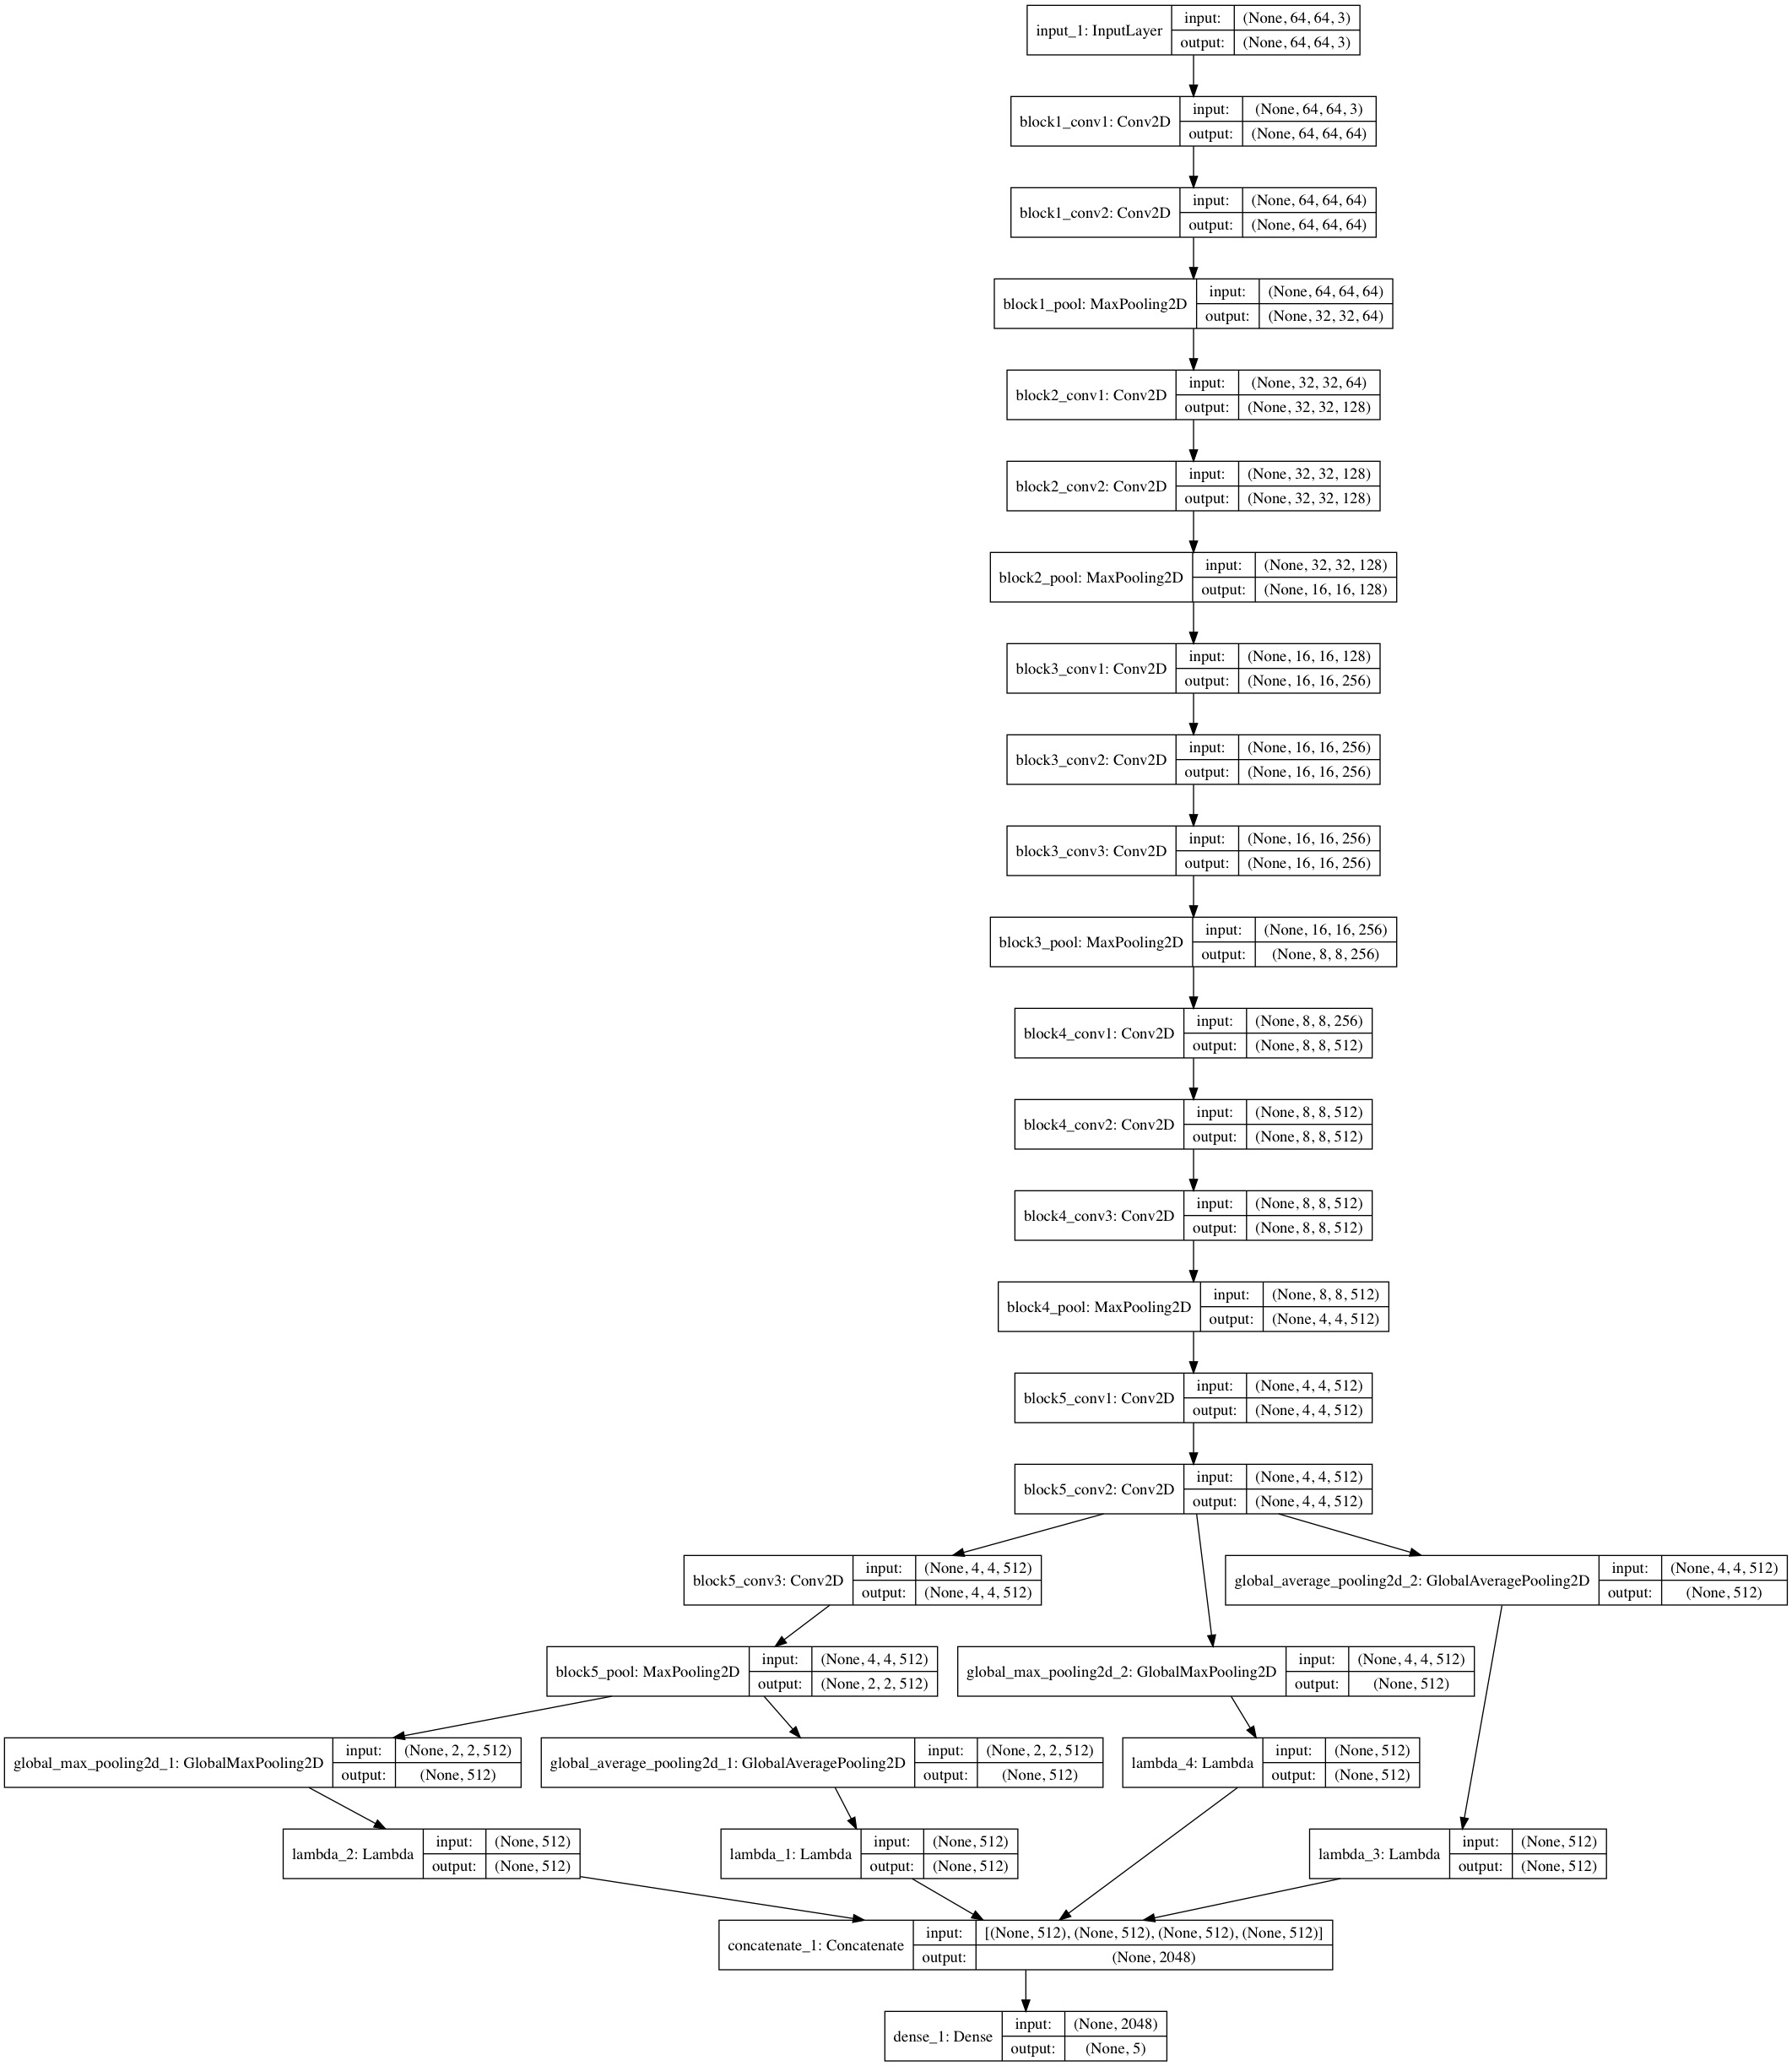 input_1: InputLayer
input: (None, 64, 64, 3)
output: (None, 64, 64, 3)
block1_conv1: Conv2D
input: (None, 64, 64, 3)
output: (None, 64, 64, 64)
block1_conv2: Conv2D
input: (None, 64, 64, 64)
output: (None, 64, 64, 64)
block1_pool: MaxPooling2D
input: (None, 64, 64, 64)
output: (None, 32, 32, 64)
block2_conv1: Conv2D
input: (None, 32, 32, 64)
output: (None, 32, 32, 128)
block2_conv2: Conv2D
input: (None, 32, 32, 128)
output: (None, 32, 32, 128)
block2_pool: MaxPooling2D
input: (None, 32, 32, 128)
output: (None, 16, 16, 128)
block3_conv1: Conv2D
input: (None, 16, 16, 128)
output: (None, 16, 16, 256)
block3_conv2: Conv2D
input: (None, 16, 16, 256)
output: (None, 16, 16, 256)
block3_conv3: Conv2D
input: (None, 16, 16, 256)
output: (None, 16, 16, 256)
block3_pool: MaxPooling2D
input: (None, 16, 16, 256)
output: (None, 8, 8, 256)
block4_conv1: Conv2D
input: (None, 8, 8, 256)
output: (None, 8, 8, 512)
block4_conv2: Conv2D
input: (None, 8, 8, 512)
output: (None, 8, 8, 512)
block4_conv3: Conv2D
input: (None, 8, 8, 512)
output: (None, 8, 8, 512)
block4_pool: MaxPooling2D
input: (None, 8, 8, 512)
output: (None, 4, 4, 512)
block5_conv1: Conv2D
input: (None, 4, 4, 512)
output: (None, 4, 4, 512)
block5_conv2: Conv2D
input: (None, 4, 4, 512)
output: (None, 4, 4, 512)
block5_conv3: Conv2D
input: (None, 4, 4, 512)
output: (None, 4, 4, 512)
global_average_pooling2d_2: GlobalAveragePooling2D
input: (None, 4, 4, 512)
output: (None, 512)
block5_pool: MaxPooling2D
input: (None, 4, 4, 512)
output: (None, 2, 2, 512)
global_max_pooling2d_2: GlobalMaxPooling2D
input: (None, 4, 4, 512)
output: (None, 512)
global_max_pooling2d_1: GlobalMaxPooling2D
input: (None, 2, 2, 512)
output: (None, 512)
global_average_pooling2d_1: GlobalAveragePooling2D
input: (None, 2, 2, 512)
output: (None, 512)
lambda_4: Lambda
input: (None, 512)
output: (None, 512)
lambda_2: Lambda
input: (None, 512)
output: (None, 512)
lambda_1: Lambda
input: (None, 512)
output: (None, 512)
lambda_3: Lambda
input: (None, 512)
output: (None, 512)
concatenate_1: Concatenate
input: [(None, 512), (None, 512), (None, 512), (None, 512)]
output: (None, 2048)
dense_1: Dense
input: (None, 2048)
output: (None, 5)